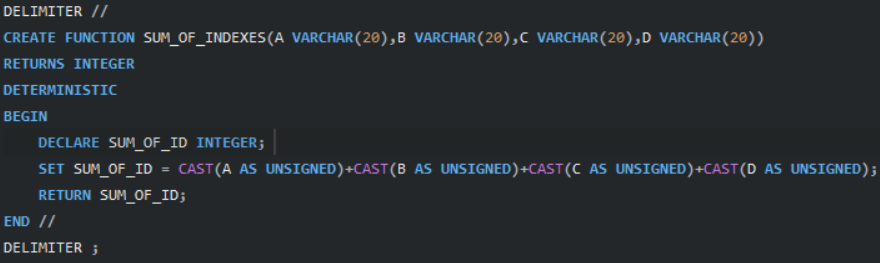 DELIMITER //
CREATE FUNCTION SUM_OF_INDEXES(A VARCHAR(20),B VARCHAR(20),C VARCHAR(20),D VARCHAR(20))
RETURNS INTEGER
DETERMINISTIC
BEGIN
    DECLARE SUM_OF_ID INTEGER;
    SET SUM_OF_ID = CAST(A AS UNSIGNED)+CAST(B AS UNSIGNED)+CAST(C AS UNSIGNED)+CAST(D AS UNSIGNED);
    RETURN SUM_OF_ID;
END //
DELIMITER ;